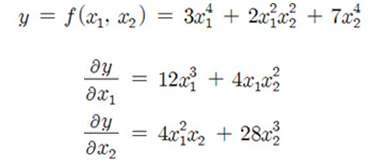 y = f(x₁, x₂) = 3x₁⁴ + 2x₁²x₂² + 7x₂⁴
∂y/∂x₁ = 12x₁³ + 4x₁x₂²
∂y/∂x₂ = 4x₁²x₂ + 28x₂³